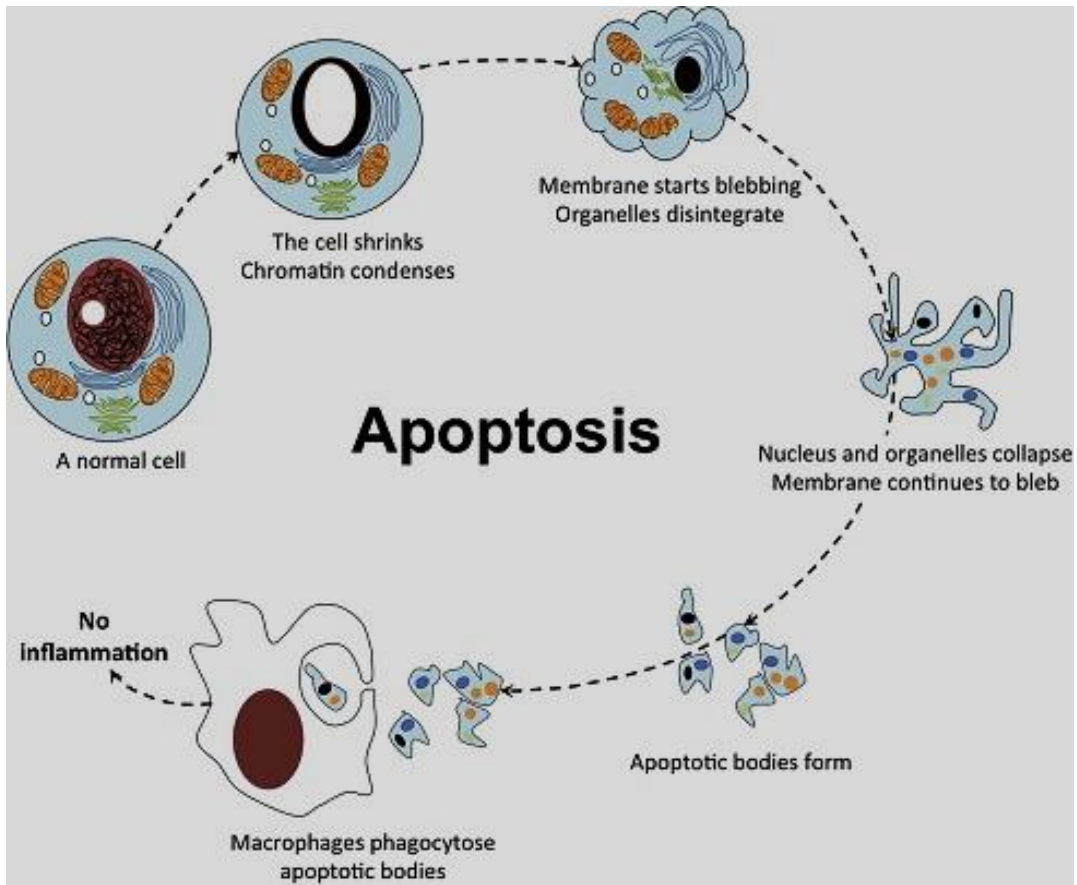 Apoptosis
A normal cell
The cell shrinks
Chromatin condenses
Membrane starts blebbing
Organelles disintegrate
Nucleus and organelles collapse
Membrane continues to bleb
Apoptotic bodies form
Macrophages phagocytose
apoptotic bodies
No
inflammation